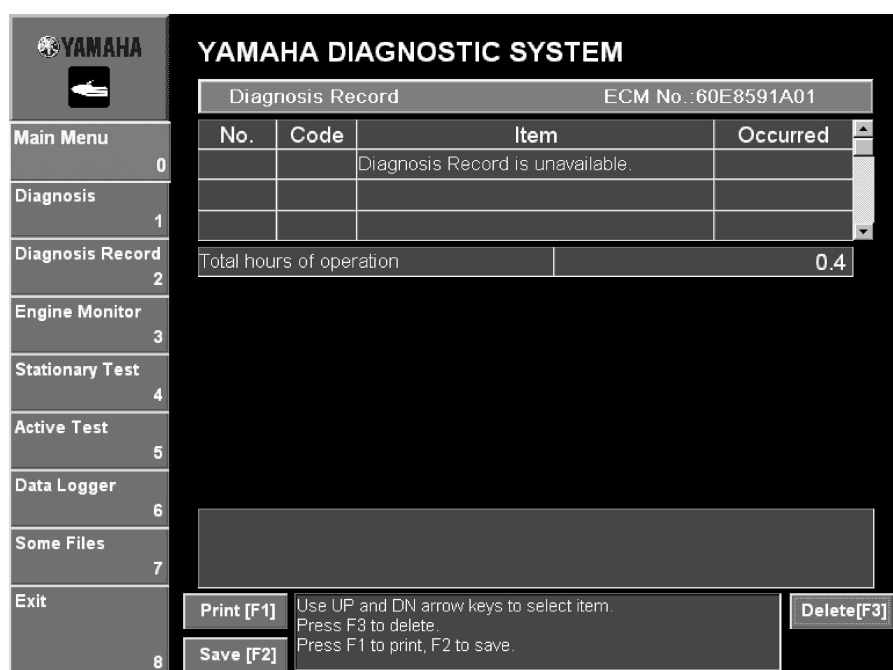 YAMAHA
YAMAHA DIAGNOSTIC SYSTEM
Diagnosis Record ECM No.:60E8591A01
No. Code Item Occurred
Diagnosis Record is unavailable.
Total hours of operation 0.4
Main Menu
0
Diagnosis
1
Diagnosis Record
2
Engine Monitor
3
Stationary Test
4
Active Test
5
Data Logger
6
Some Files
7
Exit
8
Print [F1]
Save [F2]
Use UP and DN arrow keys to select item.
Press F3 to delete.
Press F1 to print, F2 to save.
Delete[F3]